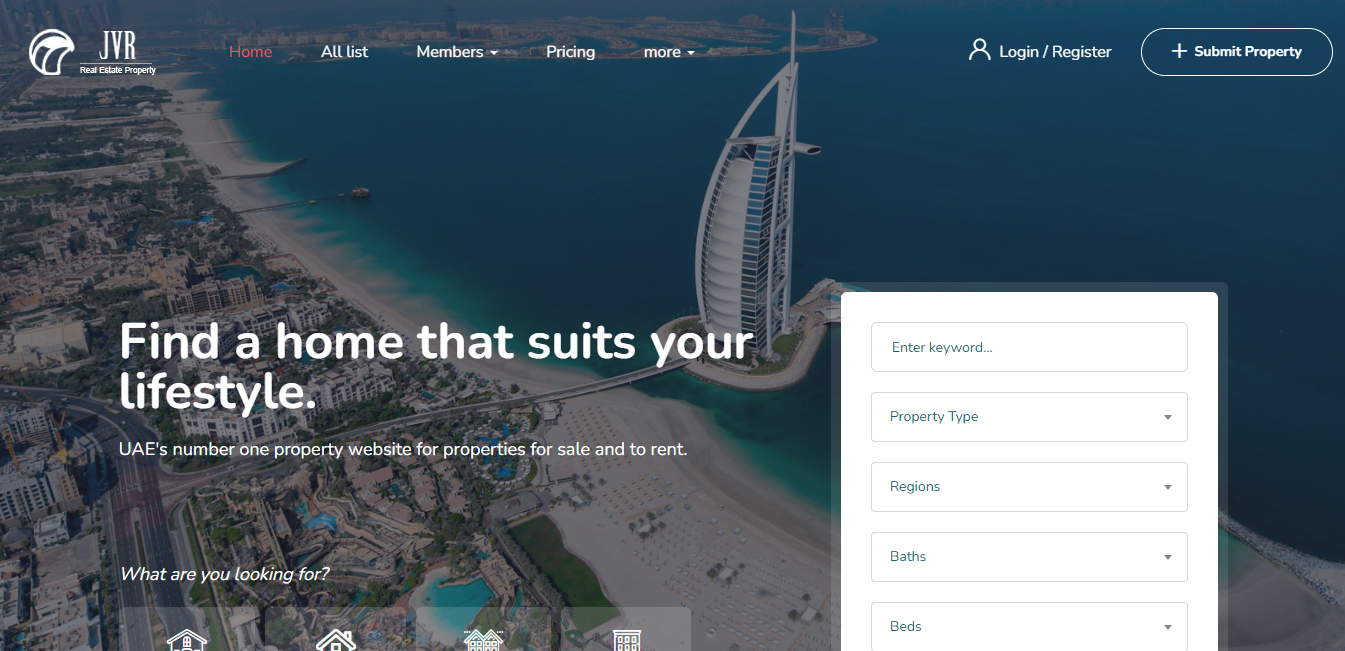 JVR
Real Estate Property
Home
All list
Members
Pricing
more
Login / Register
Submit Property
Find a home that suits your
lifestyle.
UAE's number one property website for properties for sale and to rent.
What are you looking for?
Enter keyword...
Property Type
Regions
Baths
Beds